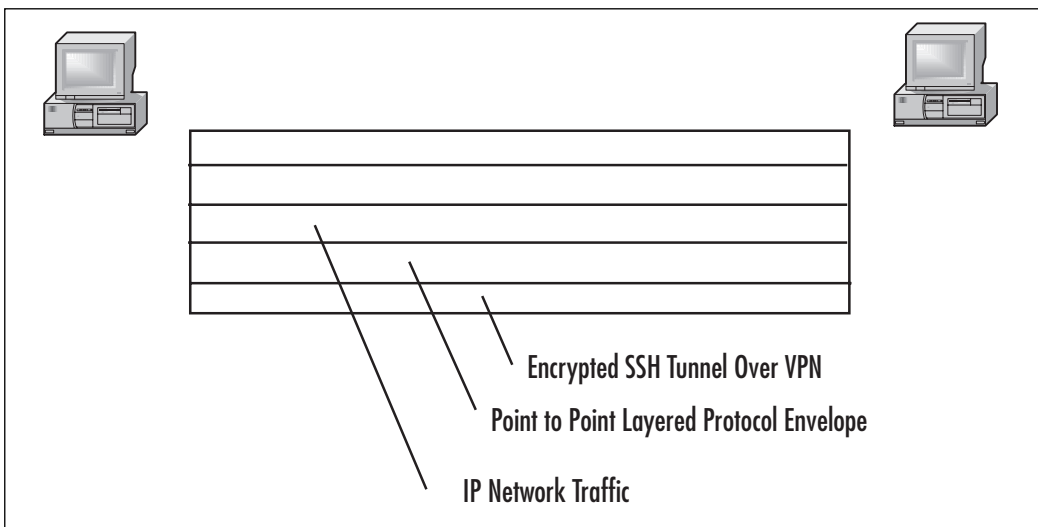 Encrypted SSH Tunnel Over VPN
Point to Point Layered Protocol Envelope
IP Network Traffic